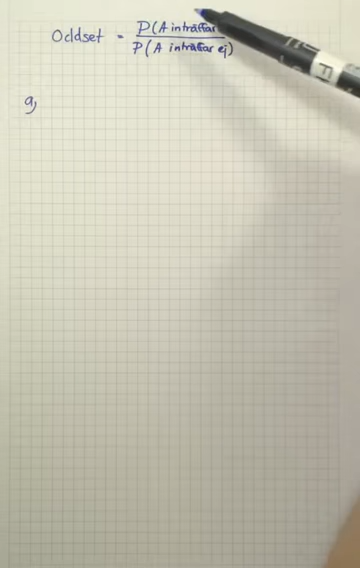 Oddset = P(A inträffar
P(A inträffar ej)
a,